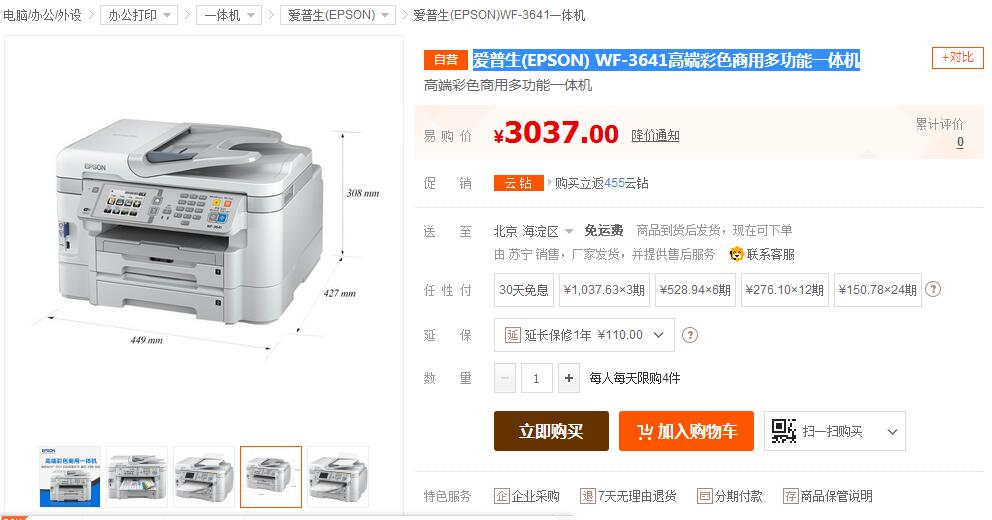 电脑/办公/外设 > 办公打印 > 一体机 > 爱普生(EPSON) > 爱普生(EPSON)WF-3641一体机
自营 爱普生(EPSON) WF-3641高端彩色商用多功能一体机 +对比
高端彩色商用多功能一体机
易购价 ¥3037.00 降价通知 累计评价
0
促销 云钻 购买立返455云钻
送至 北京 海淀区 免运费 商品到货后发货，现在可下单
由 苏宁 销售，厂家发货，并提供售后服务 联系客服
任性付 30天免息 ¥1,037.63×3期 ¥528.94×6期 ¥276.10×12期 ¥150.78×24期 ?
延保 延 延长保修1年 ¥110.00 ?
数量 − 1 + 每人每天限购4件
立即购买 加入购物车 扫一扫购买
特色服务 企 企业采购 退 7天无理由退货 分期付款 存 商品保管说明
EPSON
WF-3641
1
2
308 mm
427 mm
449 mm
EPSON
高端彩色商用一体机